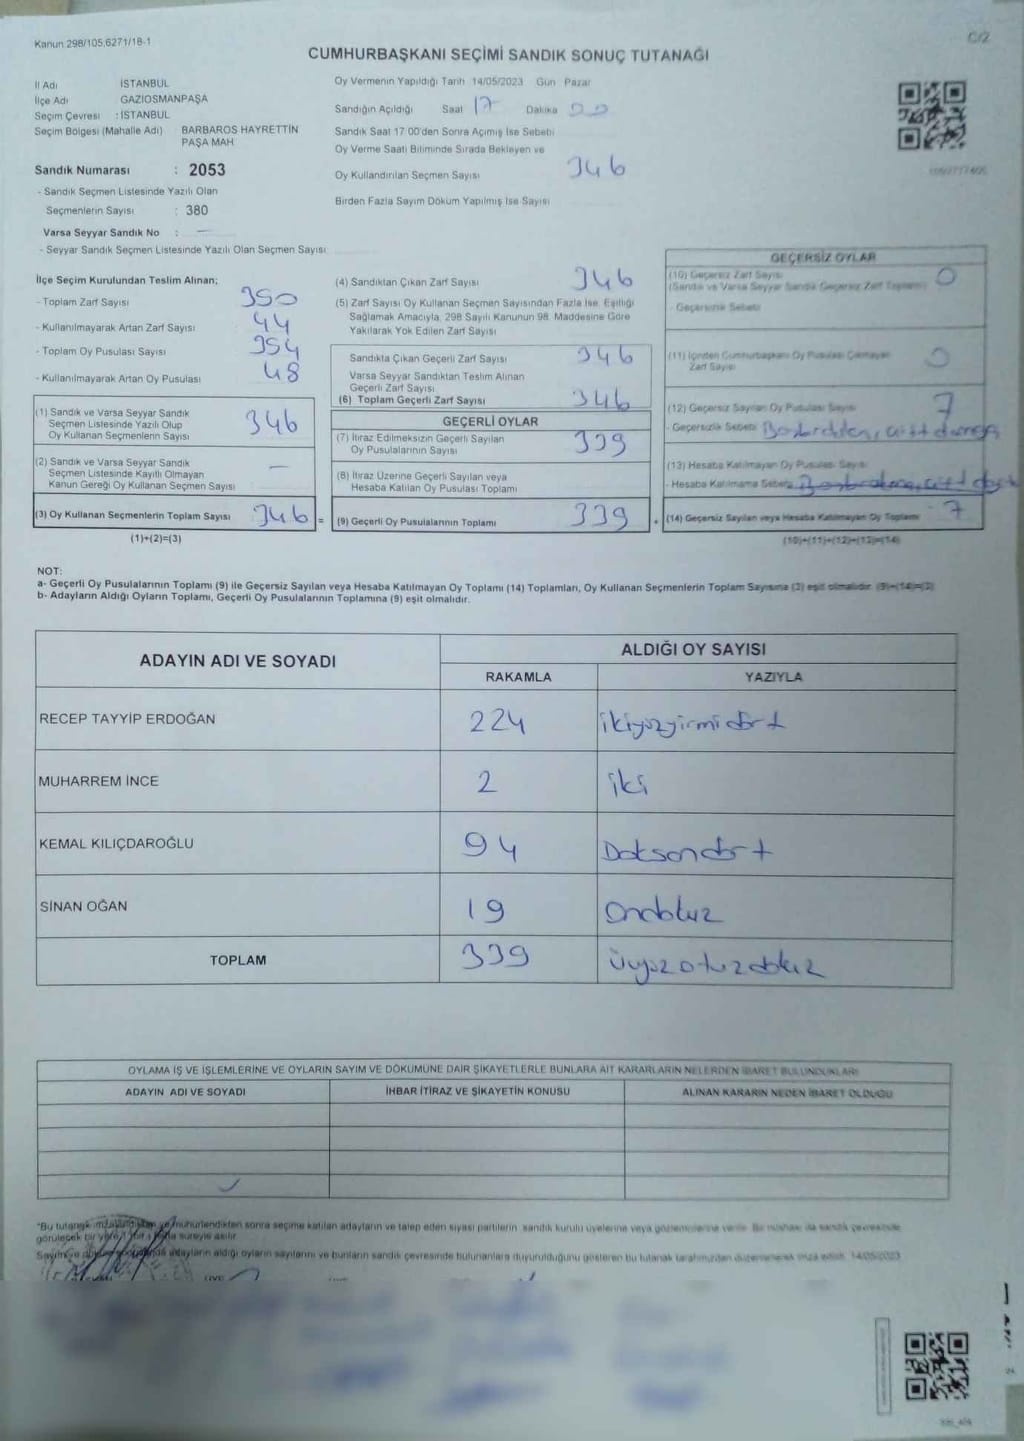 Kanun 298/105,6271/18-1
C/2
CUMHURBAŞKANI SEÇİMİ SANDIK SONUÇ TUTANAĞI
İl Adı İSTANBUL
İlçe Adı GAZİOSMANPAŞA
Seçim Çevresi : İSTANBUL
Seçim Bölgesi (Mahalle Adı) BARBAROS HAYRETTİN PAŞA MAH
Sandık Numarası : 2053
- Sandık Seçmen Listesinde Yazılı Olan
Seçmenlerin Sayısı : 380
Varsa Seyyar Sandık No : —
- Seyyar Sandık Seçmen Listesinde Yazılı Olan Seçmen Sayısı
Oy Vermenin Yapıldığı Tarih 14/05/2023 Gün Pazar
Sandığın Açıldığı Saat 17 Dakika 00
Sandık Saat 17 00'den Sonra Açımış İse Sebebi
Oy Verme Saati Bitiminde Sırada Bekleyen ve
Oy Kullandırılan Seçmen Sayısı 346
Birden Fazla Sayım Döküm Yapılmış İse Sayısı
İlçe Seçim Kurulundan Teslim Alınan;
- Toplam Zarf Sayısı 390
- Kullanılmayarak Artan Zarf Sayısı 44
- Toplam Oy Pusulası Sayısı 394
- Kullanılmayarak Artan Oy Pusulası 48
(1) Sandık ve Varsa Seyyar Sandık
Seçmen Listesinde Yazılı Olup
Oy Kullanan Seçmenlerin Sayısı 346
(2) Sandık ve Varsa Seyyar Sandık
Seçmen Listesinde Kayıtlı Olmayan
Kanun Gereği Oy Kullanan Seçmen Sayısı —
(3) Oy Kullanan Seçmenlerin Toplam Sayısı 346 =
(1)+(2)=(3)
(4) Sandıktan Çıkan Zarf Sayısı 346
(5) Zarf Sayısı Oy Kullanan Seçmen Sayısından Fazla İse, Eşitliği
Sağlamak Amacıyla, 298 Sayılı Kanunun 98. Maddesine Göre
Yakılarak Yok Edilen Zarf Sayısı
Sandıkta Çıkan Geçerli Zarf Sayısı 346
Varsa Seyyar Sandıktan Teslim Alınan
Geçerli Zarf Sayısı
(6) Toplam Geçerli Zarf Sayısı 346
GEÇERLİ OYLAR
(7) İtiraz Edilmeksizin Geçerli Sayılan
Oy Pusulalarının Sayısı 339
(8) İtiraz Üzerine Geçerli Sayılan veya
Hesaba Katılan Oy Pusulası Toplamı
(9) Geçerli Oy Pusulalarının Toplamı 339 +
GEÇERSİZ OYLAR
(10) Geçersiz Zarf Sayısı 0
(Sandık ve Varsa Seyyar Sandık Geçersiz Zarf Toplamı)
- Geçersizlik Sebebi
(11) İçinden Cumhurbaşkanı Oy Pusulası Çıkmayan
Zarf Sayısı 0
(12) Geçersiz Sayılan Oy Pusulası Sayısı 7
- Geçersizlik Sebebi
(13) Hesaba Katılmayan Oy Pusulası Sayısı
- Hesaba Katılmama Sebebi
(14) Geçersiz Sayılan veya Hesaba Katılmayan Oy Toplamı 7
(10)+(11)+(12)+(13)=(14)
NOT:
a- Geçerli Oy Pusulalarının Toplamı (9) ile Geçersiz Sayılan veya Hesaba Katılmayan Oy Toplamı (14) Toplamları, Oy Kullanan Seçmenlerin Toplam Sayısına (3) eşit olmalıdır. (9)+(14)=(3)
b- Adayların Aldığı Oyların Toplamı, Geçerli Oy Pusulalarının Toplamına (9) eşit olmalıdır.
ADAYIN ADI VE SOYADI ALDIĞI OY SAYISI
RAKAMLA YAZIYLA
RECEP TAYYİP ERDOĞAN 224 ikiyüzyirmidört
MUHARREM İNCE 2 iki
KEMAL KILIÇDAROĞLU 94 Doksandört
SİNAN OĞAN 19 Ondokuz
TOPLAM 339 üçyüzotuzdokuz
OYLAMA İŞ VE İŞLEMLERİNE VE OYLARIN SAYIM VE DÖKÜMÜNE DAİR ŞİKAYETLERLE BUNLARA AİT KARARLARIN NELERDEN İBARET BULUNDUKLARI
ADAYIN ADI VE SOYADI İHBAR İTİRAZ VE ŞİKAYETİN KONUSU ALINAN KARARIN NEDEN İBARET OLDUĞU
"Bu tutanak mühürlendikten sonra seçime katılan adayların ve talep eden siyasi partilerin sandık kurulu üyelerine veya gözlemcilerine verilir. Bir nüshası da sandık çevresinde
görülecek bir yere süreyle asılır.
adayların aldığı oyların sayılarını ve bunların sandık çevresinde bulunanlara duyurulduğunu gösteren bu tutanak tarafımızdan düzenlenerek imza edildi. 14/05/2023